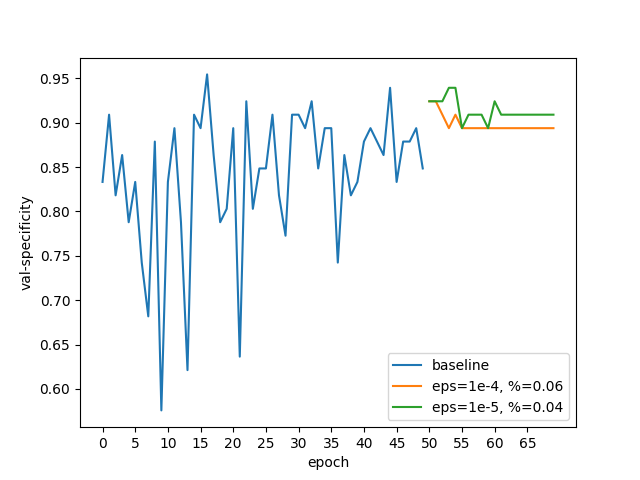 0.95
0.90
0.85
0.80
0.75
0.70
0.65
0.60
val-specificity
baseline
eps=1e-4, %=0.06
eps=1e-5, %=0.04
0 5 10 15 20 25 30 35 40 45 50 55 60 65
epoch